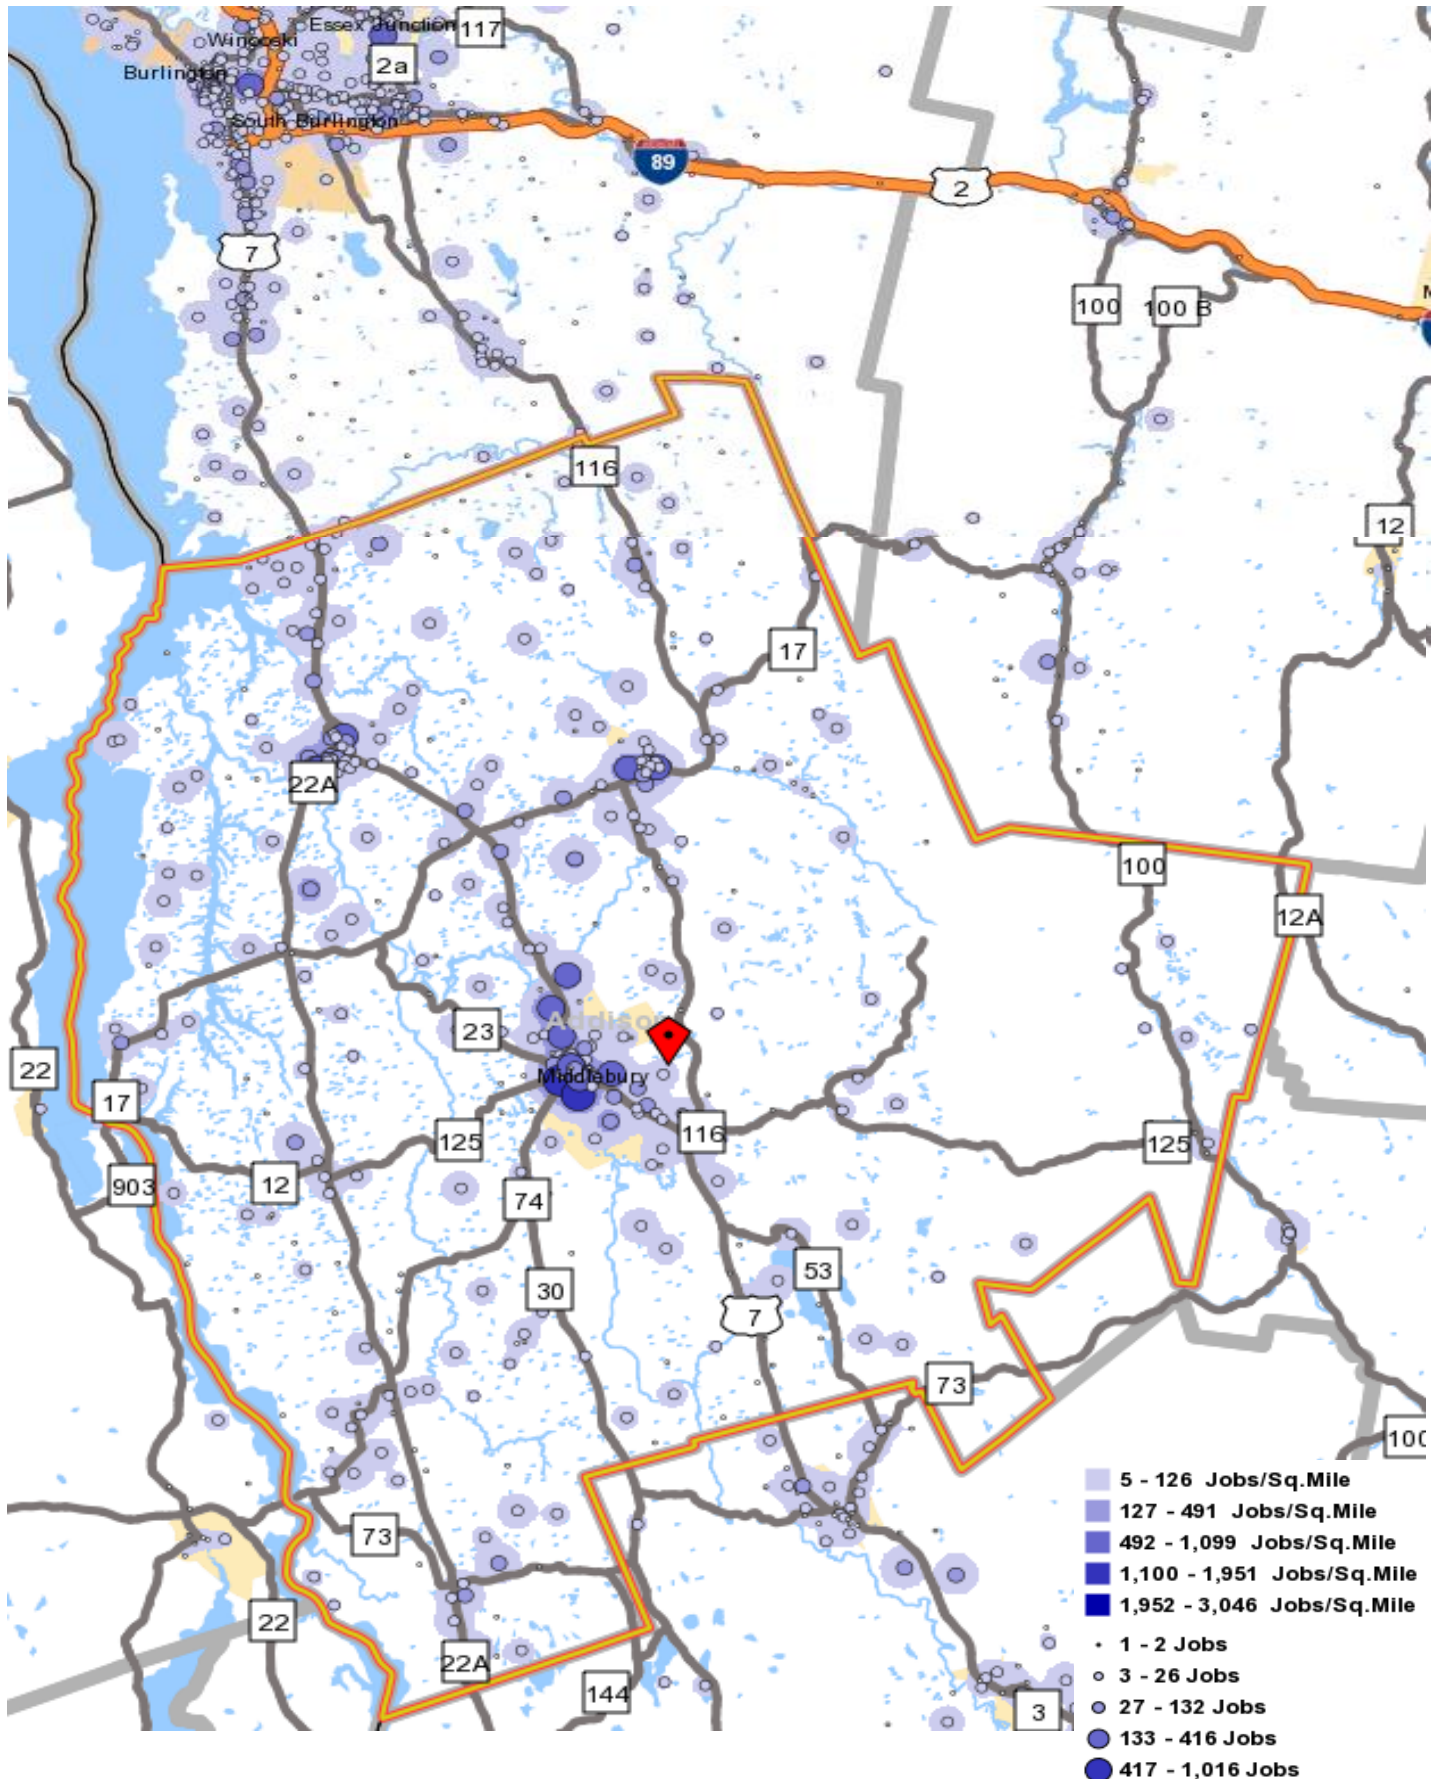 Essex Junction
117
Winooski
2a
Burlington
South Burlington
89
2
7
100
100 B
M
116
12
17
22A
100
12A
23
Addison
Middlebury
22
17
116
125
125
903
12
74
53
30
7
73
100
73
22
22A
144
3
5 - 126 Jobs/Sq.Mile
127 - 491 Jobs/Sq.Mile
492 - 1,099 Jobs/Sq.Mile
1,100 - 1,951 Jobs/Sq.Mile
1,952 - 3,046 Jobs/Sq.Mile
1 - 2 Jobs
3 - 26 Jobs
27 - 132 Jobs
133 - 416 Jobs
417 - 1,016 Jobs